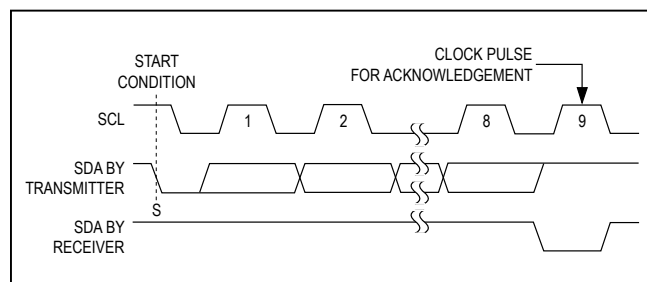 START
CONDITION
CLOCK PULSE
FOR ACKNOWLEDGEMENT
SCL
1
2
8
9
SDA BY
TRANSMITTER
S
SDA BY
RECEIVER